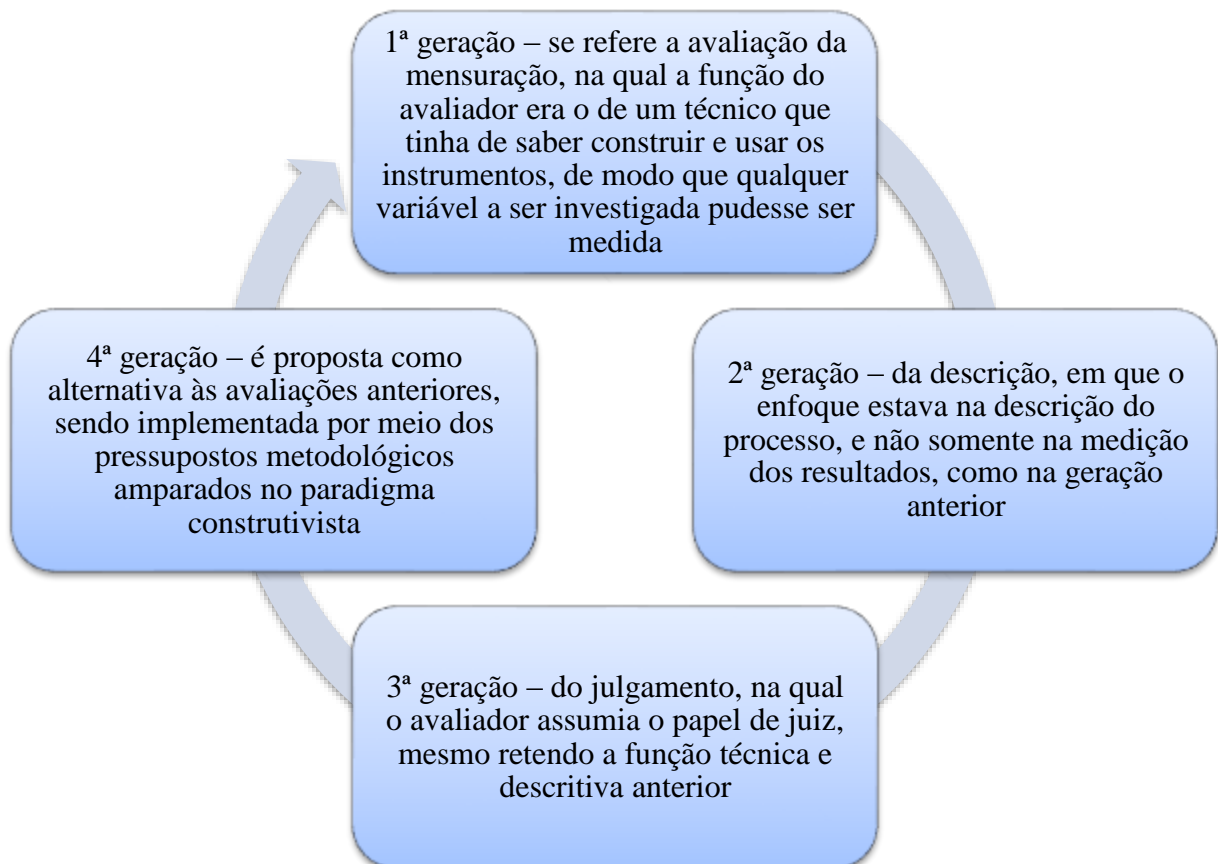 1ª geração – se refere a avaliação da
mensuração, na qual a função do
avaliador era o de um técnico que
tinha de saber construir e usar os
instrumentos, de modo que qualquer
variável a ser investigada pudesse ser
medida
2ª geração – da descrição, em que o
enfoque estava na descrição do
processo, e não somente na medição
dos resultados, como na geração
anterior
3ª geração – do julgamento, na qual
o avaliador assumia o papel de juiz,
mesmo retendo a função técnica e
descritiva anterior
4ª geração – é proposta como
alternativa às avaliações anteriores,
sendo implementada por meio dos
pressupostos metodológicos
amparados no paradigma
construtivista